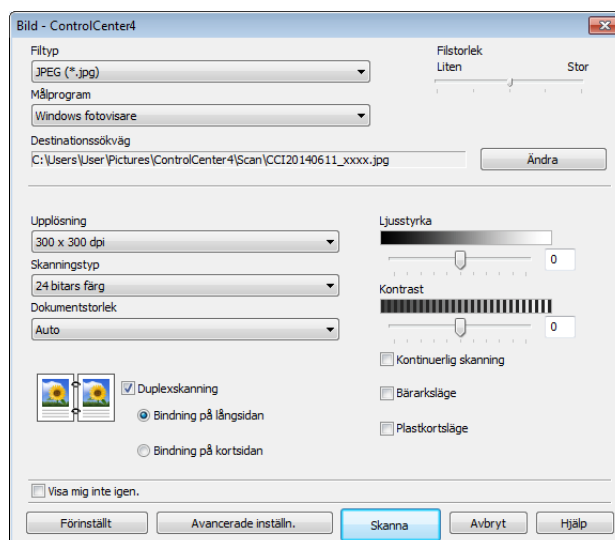 Bild - ControlCenter4
Filtyp
JPEG (*.jpg)
Filstorlek
Liten Stor
Målprogram
Windows fotovisare
Destinationssökväg
C:\Users\User\Pictures\ControlCenter4\Scan\CCI20140611_xxxx.jpg
Ändra
Upplösning
300 x 300 dpi
Skanningstyp
24 bitars färg
Dokumentstorlek
Auto
Ljusstyrka
0
Kontrast
0
Kontinuerlig skanning
Bärarksläge
Plastkortsläge
Duplexskanning
Bindning på långsidan
Bindning på kortsidan
Visa mig inte igen.
Förinställt Avancerade inställn. Skanna Avbryt Hjälp